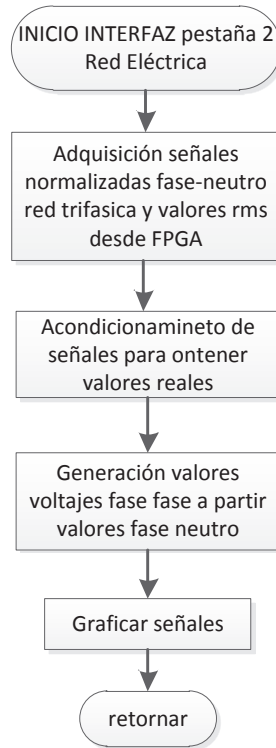 INICIO INTERFAZ pestaña 2
Red Eléctrica
Adquisición señales
normalizadas fase-neutro
red trifasica y valores rms
desde FPGA
Acondicionamineto de
señales para ontener
valores reales
Generación valores
voltajes fase fase a partir
valores fase neutro
Graficar señales
retornar